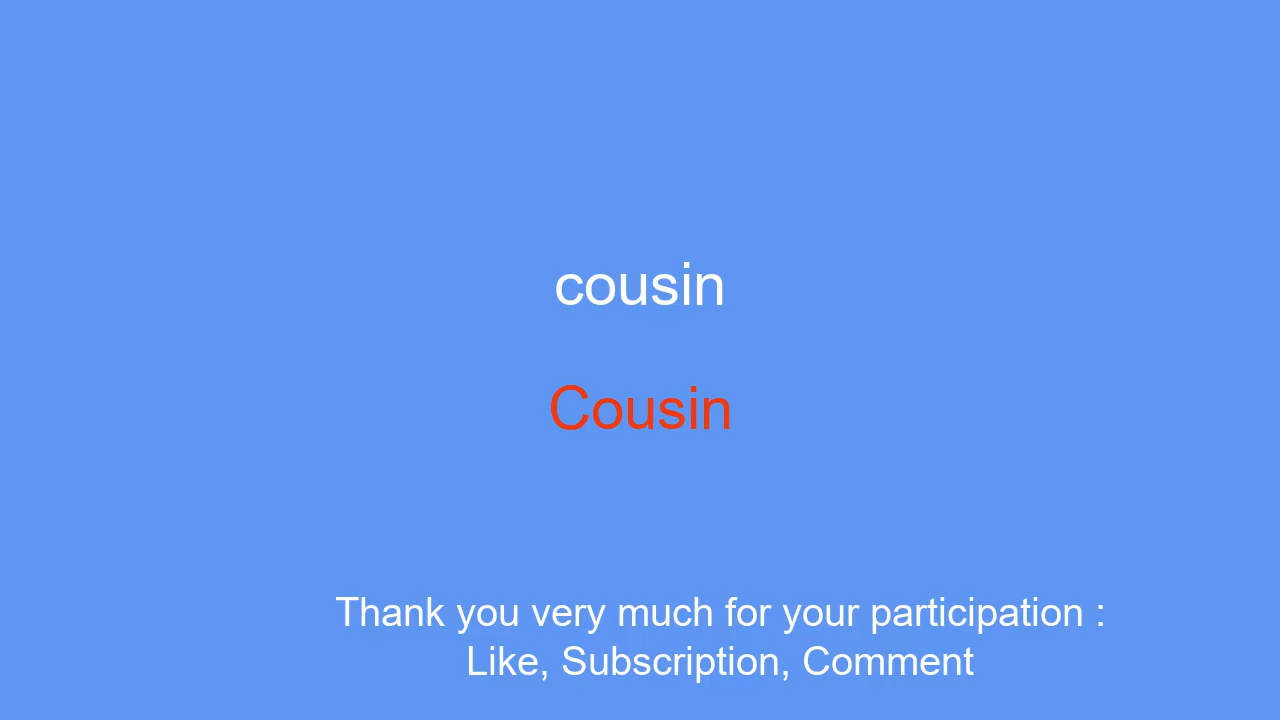 cousin
Cousin
Thank you very much for your participation :
Like, Subscription, Comment